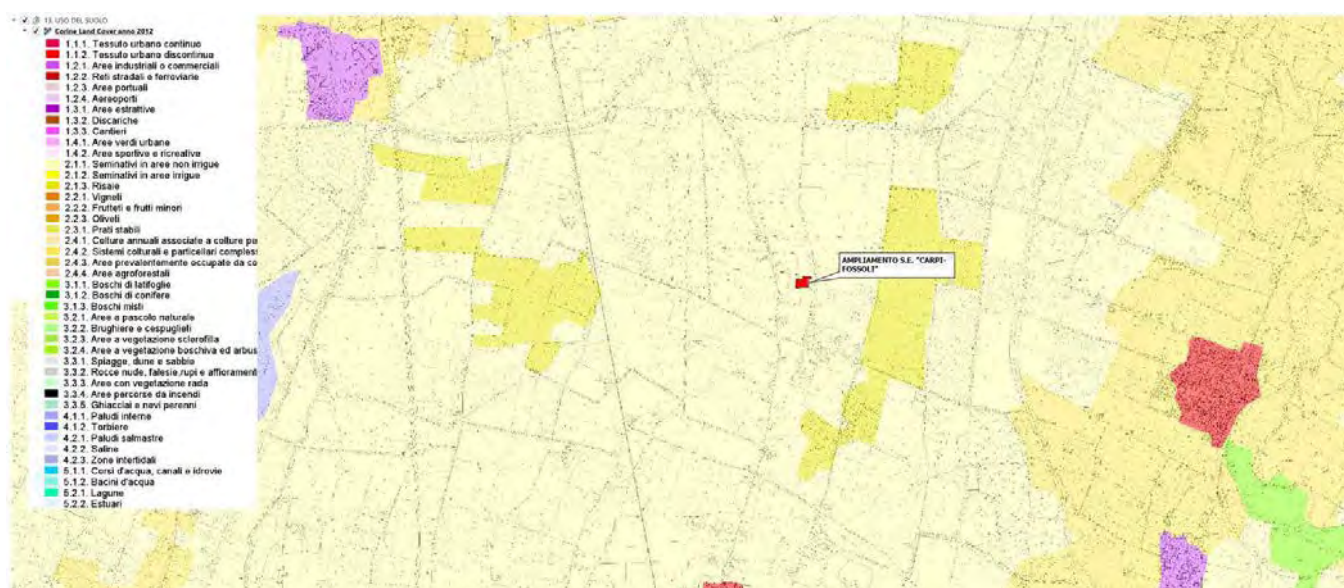 13. USO DEL SUOLO
Corine Land Cover anno 2012
1.1.1. Tessuto urbano continuo
1.1.2. Tessuto urbano discontinuo
1.2.1. Aree industriali o commerciali
1.2.2. Reti stradali e ferroviarie
1.2.3. Aree portuali
1.2.4. Aereoporti
1.3.1. Aree estrattive
1.3.2. Discariche
1.3.3. Cantieri
1.4.1. Aree verdi urbane
1.4.2. Aree sportive e ricrealive
2.1.1. Seminativi in aree non irrigue
2.1.2. Seminativi in aree irrigue
2.1.3. Risaie
2.2.1. Vigneti
2.2.2. Frutteti e frutti minori
2.2.3. Oliveti
2.3.1. Prati stabili
2.4.1. Colture annuali associate a colture pe
2.4.2. Sistemi colturali e particellari comples
2.4.3. Aree prevalentemente occupate da co
2.4.4. Aree agroforestali
3.1.1. Boschi di latifoglie
3.1.2. Boschi di conifere
3.1.3. Boschi misti
3.2.1. Aree a pascolo naturale
3.2.2. Brughiere e cespuglieti
3.2.3. Aree a vegetazione sclerofilla
3.2.4. Aree a vegetazione boschiva ed arbus
3.3.1. Spiagge, dune e sabbie
3.3.2. Rocce nude, falesie,rupi e affiorament
3.3.3. Aree con vegetazione rada
3.3.4. Aree percorse da incendi
3.3.5. Ghiacciai e nevi perenni
4.1.1. Paludi interne
4.1.2. Torbiere
4.2.1. Paludi salmastre
4.2.2. Saline
4.2.3. Zone intertidali
5.1.1. Corsi d'acqua, canali e idrovie
5.1.2. Bacini d'acqua
5.2.1. Lagune
5.2.2. Estuari
AMPLIAMENTO S.E. "CARPI-
FOSSOLI"